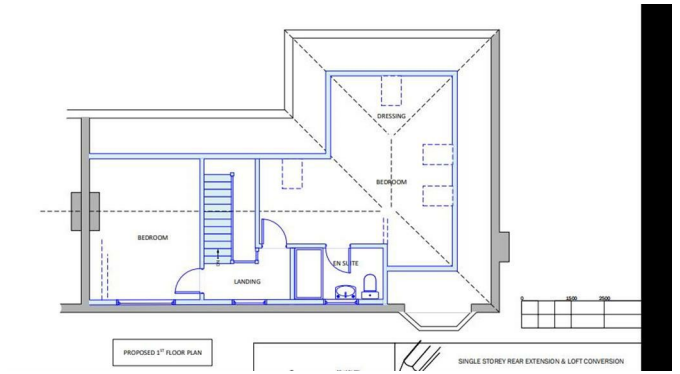 DRESSING
BEDROOM
BEDROOM
EN SUITE
LANDING
0 1500 2500
PROPOSED 1ST FLOOR PLAN
SINGLE STOREY REAR EXTENSION & LOFT CONVERSION